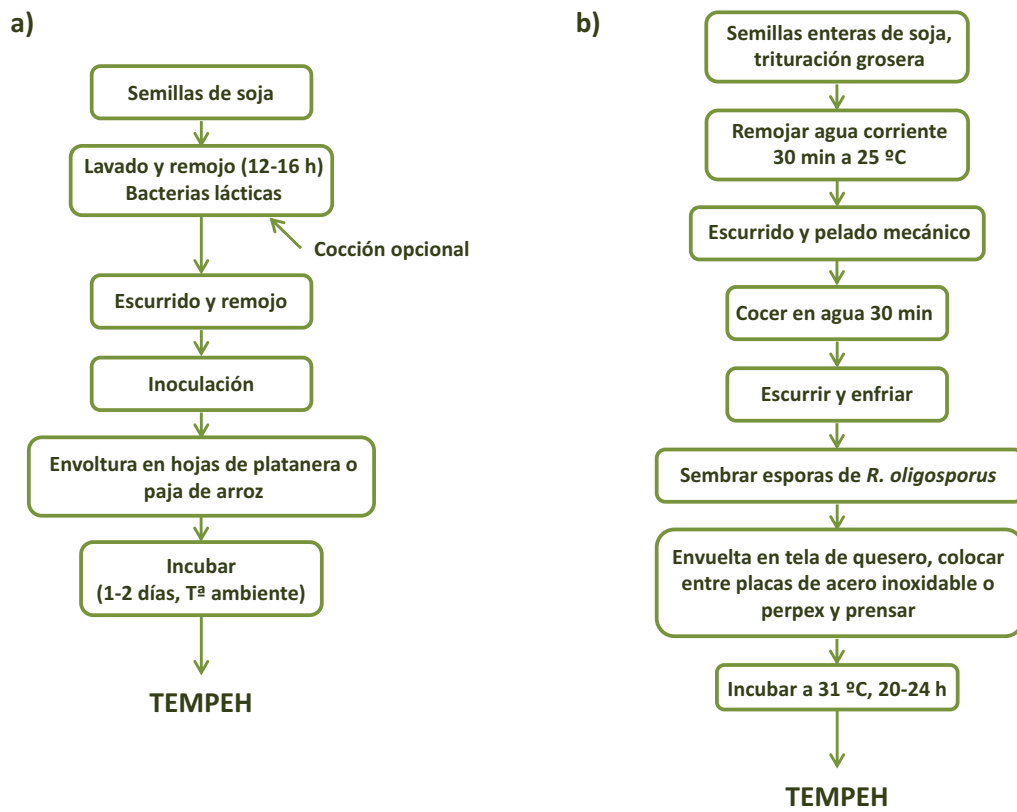 a)
Semillas de soja
Lavado y remojo (12-16 h)
Bacterias lácticas
Cocción opcional
Escurrido y remojo
Inoculación
Envoltura en hojas de platanera o
paja de arroz
Incubar
(1-2 días, Tª ambiente)
TEMPEH
b)
Semillas enteras de soja,
trituración grosera
Remojar agua corriente
30 min a 25 ºC
Escurrido y pelado mecánico
Cocer en agua 30 min
Escurrir y enfriar
Sembrar esporas de R. oligosporus
Envuelta en tela de quesero, colocar
entre placas de acero inoxidable o
perpex y prensar
Incubar a 31 ºC, 20-24 h
TEMPEH